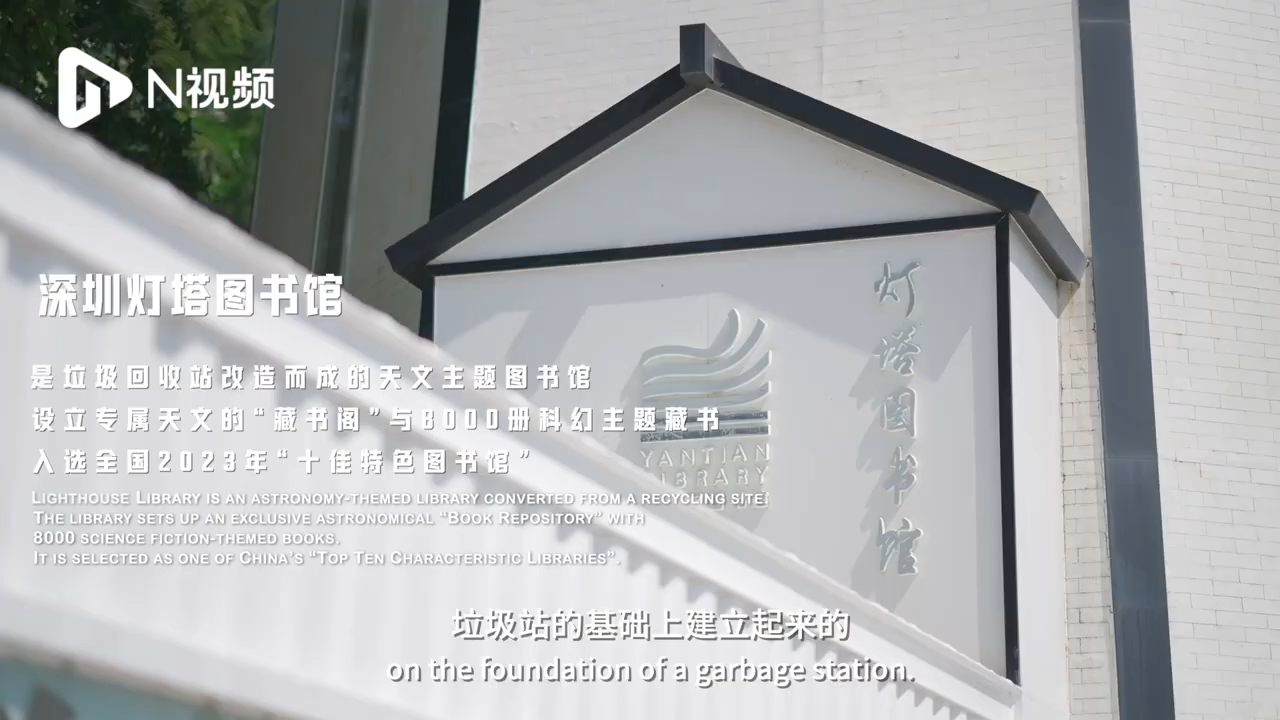 N视频
深圳灯塔图书馆
是垃圾回收站改造而成的天文主题图书馆
设立专属天文的“藏书阁”与8000册科幻主题藏书
入选全国2023年“十佳特色图书馆”
LIGHTHOUSE LIBRARY IS AN ASTRONOMY-THEMED LIBRARY CONVERTED FROM A RECYCLING SITE.
THE LIBRARY SETS UP AN EXCLUSIVE ASTRONOMICAL “BOOK REPOSITORY” WITH
8000 SCIENCE FICTION-THEMED BOOKS.
IT IS SELECTED AS ONE OF CHINA’S “TOP TEN CHARACTERISTIC LIBRARIES”.
YANTIAN
LIBRARY
灯塔图书馆
垃圾站的基础上建立起来的
on the foundation of a garbage station.